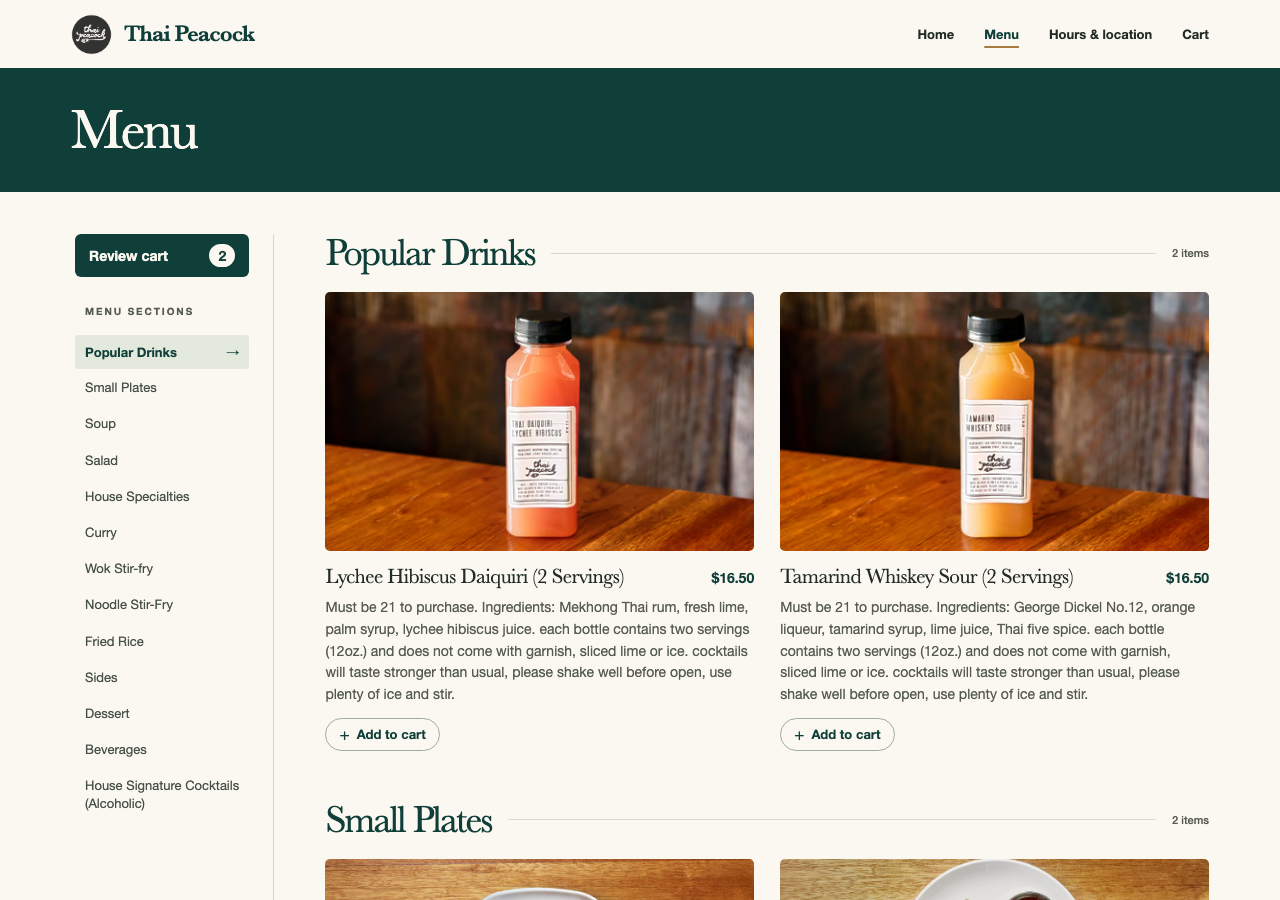 thai peacock
Thai Peacock
Home
Menu
Hours & location
Cart
Menu
Review cart
2
MENU SECTIONS
Popular Drinks →
Small Plates
Soup
Salad
House Specialties
Curry
Wok Stir-fry
Noodle Stir-Fry
Fried Rice
Sides
Dessert
Beverages
House Signature Cocktails
(Alcoholic)
Popular Drinks
2 items
THAI DAIQUIRI
LYCHEE HIBISCUS
thai
peacock
TAMARIND
WHISKEY SOUR
thai
peacock
Lycheee Hibiscus Daiquiri (2 Servings)
$16.50
Must be 21 to purchase. Ingredients: Mekhong Thai rum, fresh lime,
palm syrup, lychee hibiscus juice. each bottle contains two servings
(12oz.) and does not come with garnish, sliced lime or ice. cocktails
will taste stronger than usual, please shake well before open, use
plenty of ice and stir.
+ Add to cart
Tamarind Whiskey Sour (2 Servings)
$16.50
Must be 21 to purchase. Ingredients: George Dickel No.12, orange
liqueur, tamarind syrup, lime juice, Thai five spice. each bottle
contains two servings (12oz.) and does not come with garnish,
sliced lime or ice. cocktails will taste stronger than usual, please
shake well before open, use plenty of ice and stir.
+ Add to cart
Small Plates
2 items